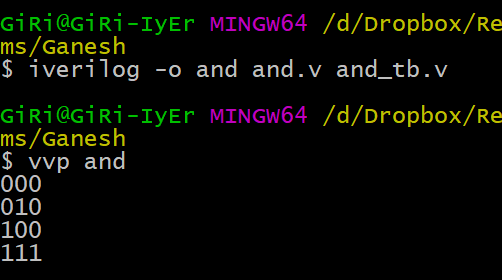 GiRi@GiRi-IyEr MINGW64 /d/Dropbox/Re
ms/Ganesh
$ iverilog -o and and.v and_tb.v
GiRi@GiRi-IyEr MINGW64 /d/Dropbox/Re
ms/Ganesh
$ vvp and
000
010
100
111